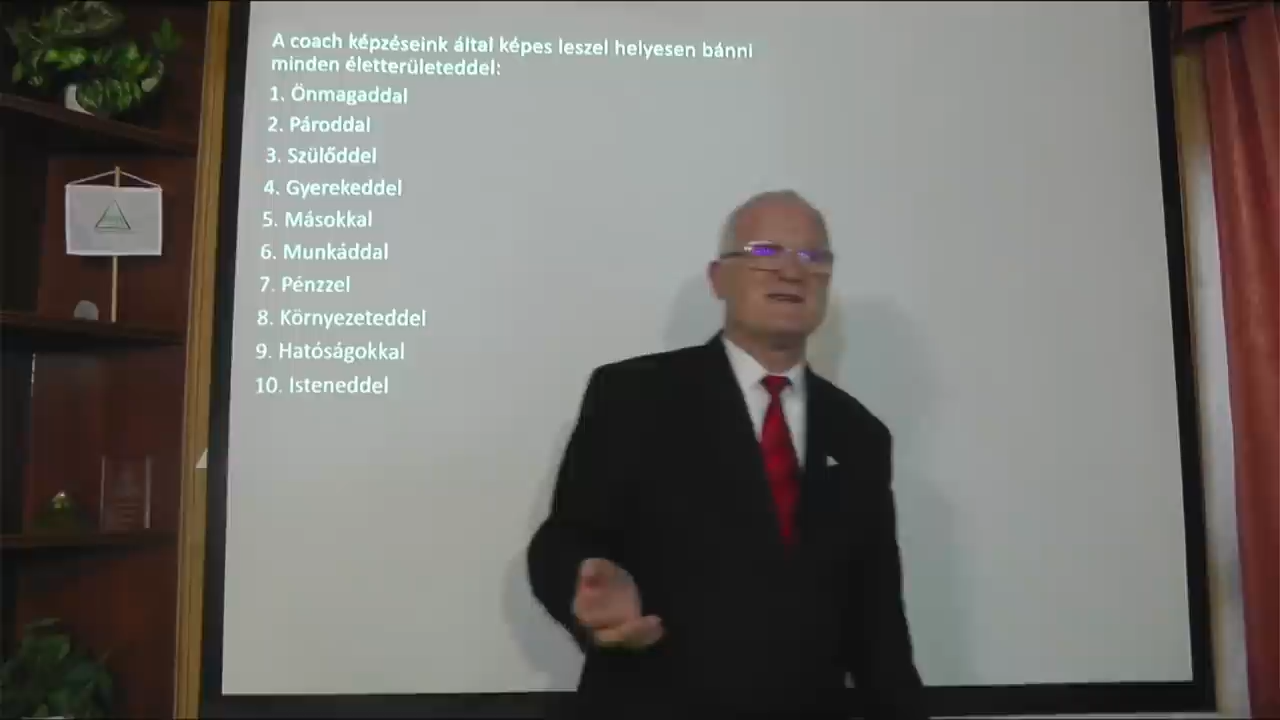 A coach képzéseink által képes leszel helyesen bánni
minden életterületeddel:
1. Önmagaddal
2. Pároddal
3. Szülőddel
4. Gyerekeddel
5. Másokkal
6. Munkáddal
7. Pénzzel
8. Környezeteddel
9. Hatóságokkal
10. Isteneddel